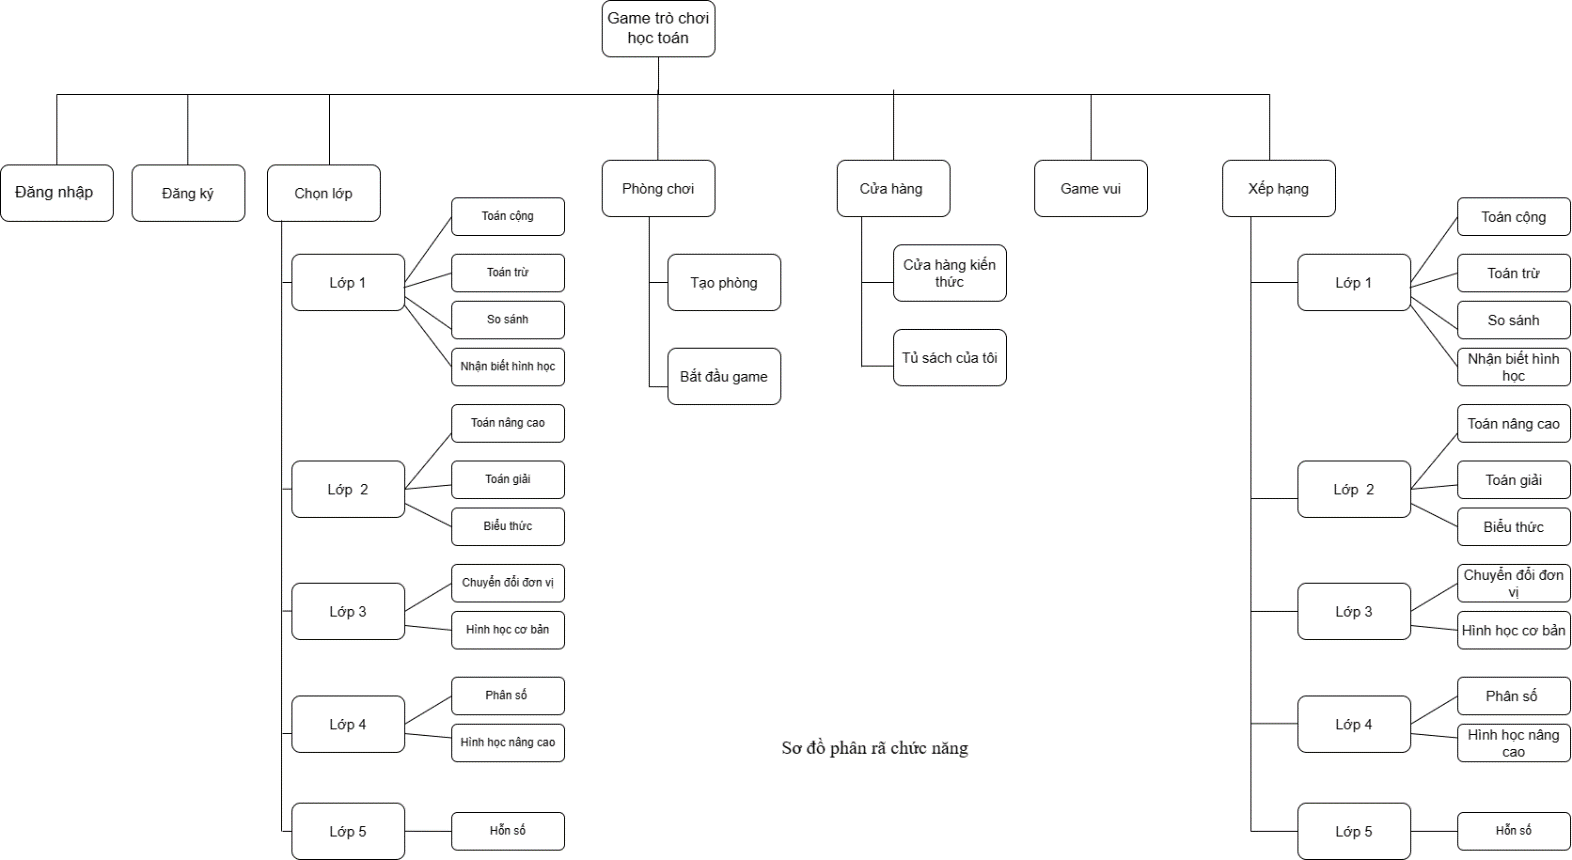 Game trò chơi
học toán
Đăng nhập
Đăng ký
Chọn lớp
Phòng chơi
Cửa hàng
Game vui
Xếp hạng
Lớp 1
Toán cộng
Toán trừ
So sánh
Nhận biết hình học
Lớp 2
Toán nâng cao
Toán giải
Biểu thức
Lớp 3
Chuyển đổi đơn vị
Hình học cơ bản
Lớp 4
Phân số
Hình học nâng cao
Lớp 5
Hỗn số
Tạo phòng
Bắt đầu game
Cửa hàng kiến
thức
Tủ sách của tôi
Lớp 1
Toán cộng
Toán trừ
So sánh
Nhận biết hình
học
Lớp 2
Toán nâng cao
Toán giải
Biểu thức
Lớp 3
Chuyển đổi đơn
vị
Hình học cơ bản
Lớp 4
Phân số
Hình học nâng
cao
Lớp 5
Hỗn số
Sơ đồ phân rã chức năng